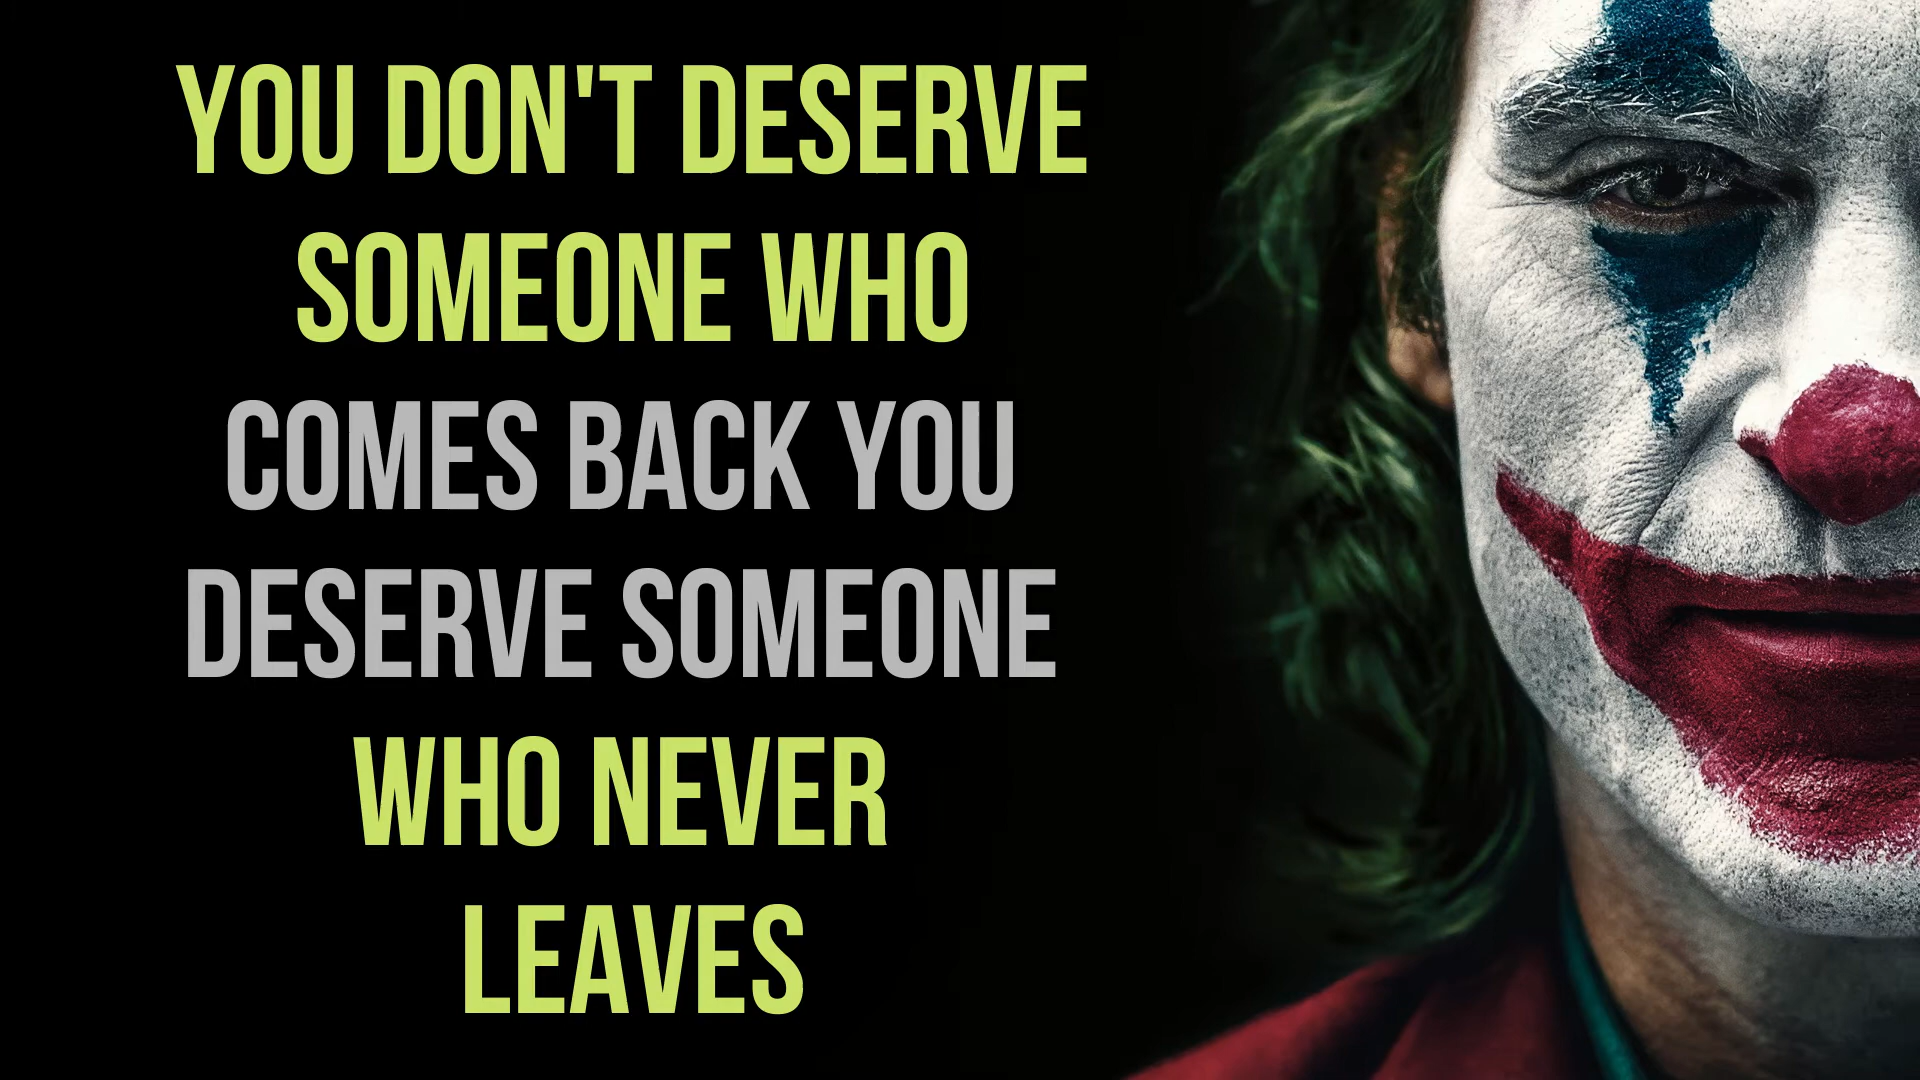 YOU DON'T DESERVE
SOMEONE WHO
COMES BACK YOU
DESERVE SOMEONE
WHO NEVER
LEAVES